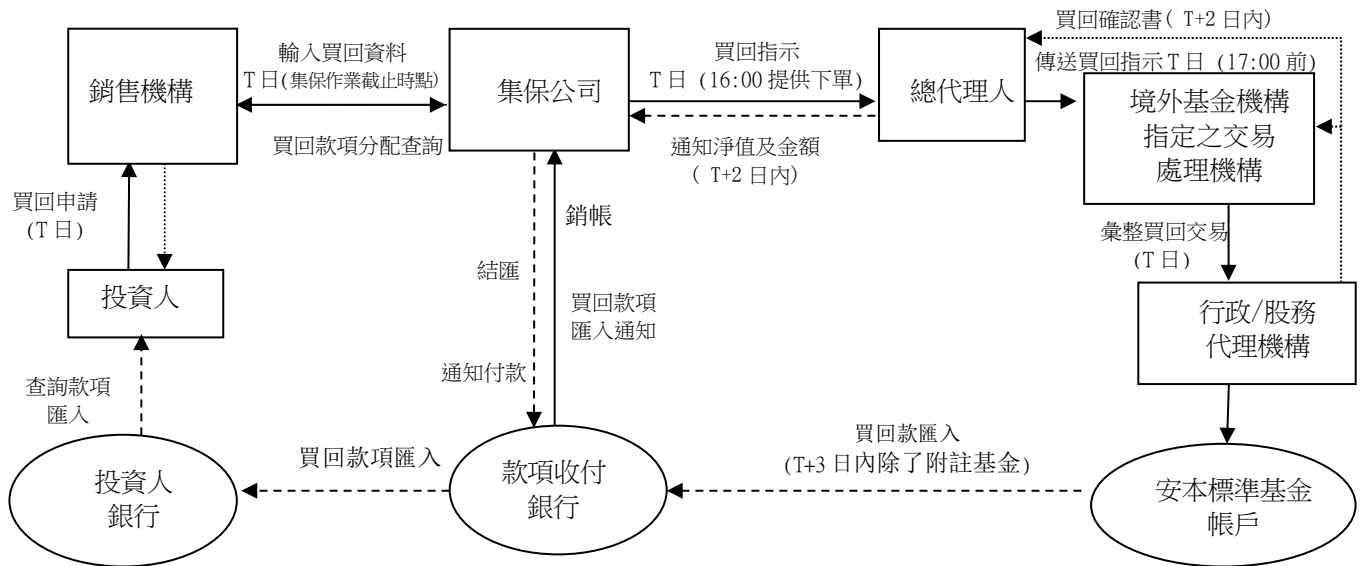 買回確認書( T+2 日內)
輸入買回資料
T 日(集保作業截止時點)
買回指示
T 日 (16:00 提供下單)
傳送買回指示 T 日 (17:00 前)
銷售機構
集保公司
總代理人
境外基金機構
指定之交易
處理機構
買回款項分配查詢
通知淨值及金額
( T+2 日內)
買回申請
(T 日)
銷帳
彙整買回交易
(T 日)
結匯
投資人
買回款項
匯入通知
行政/股務
代理機構
通知付款
查詢款項
匯入
買回款項匯入
買回款匯入
(T+3 日內除了附註基金)
投資人
銀行
款項收付
銀行
安本標準基金
帳戶